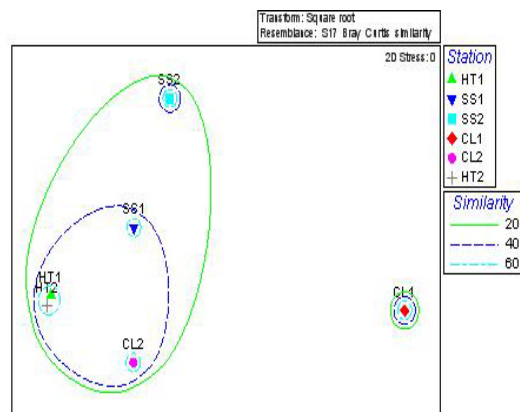 Transform: Square root
Resemblance: S17 Bray Curtis similarity
2D Stress: 0
SS2
SS1
HT1
HT2
CL2
CL1
Station
HT1
SS1
SS2
CL1
CL2
HT2
Similarity
20
40
60